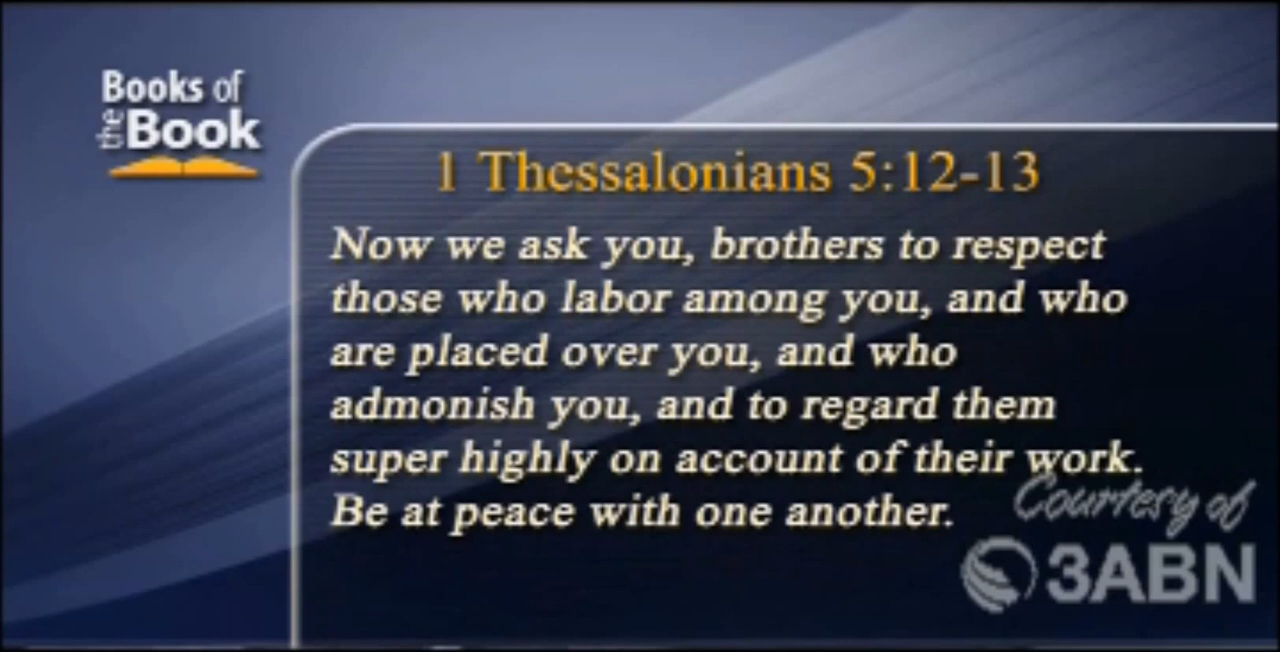 Books of
the Book
1 Thessalonians 5:12-13
Now we ask you, brothers to respect
those who labor among you, and who
are placed over you, and who
admonish you, and to regard them
super highly on account of their work.
Be at peace with one another.
Courtesy of
3ABN